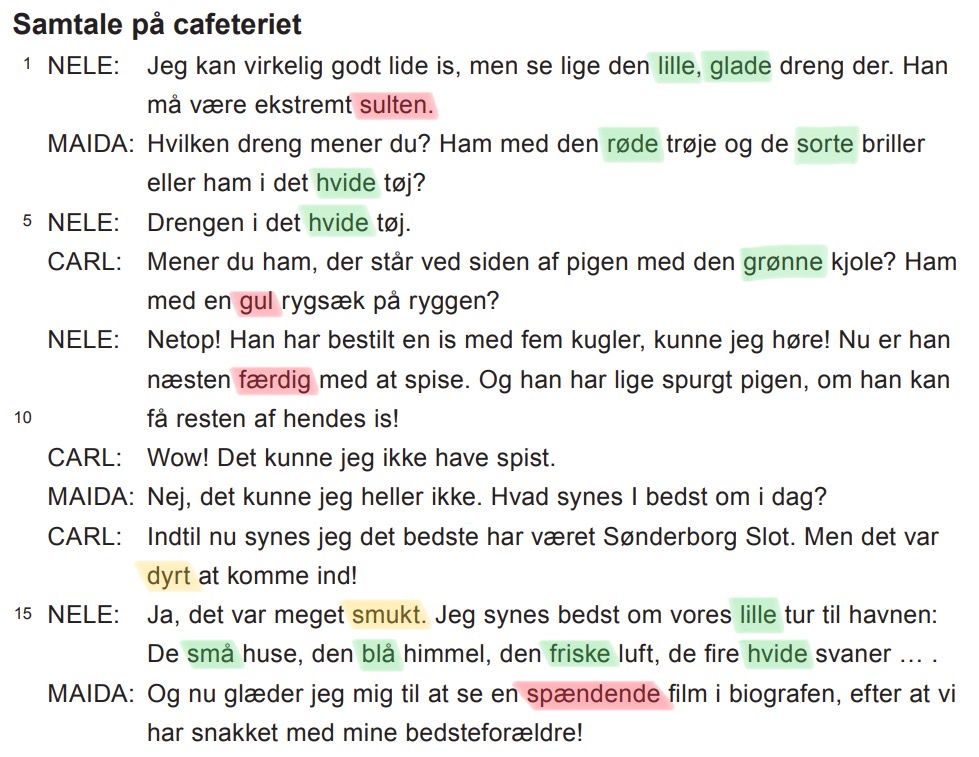 Samtale på cafeteriet
1 NELE: Jeg kan virkelig godt lide is, men se lige den lille, glade dreng der. Han
må være ekstremt sulten.
MAIDA: Hvilken dreng mener du? Ham med den røde trøje og de sorte briller
eller ham i det hvide tøj?
5 NELE: Drengen i det hvide tøj.
CARL: Mener du ham, der står ved siden af pigen med den grønne kjole? Ham
med en gul rygsæk på ryggen?
NELE: Netop! Han har bestilt en is med fem kugler, kunne jeg høre! Nu er han
næsten færdig med at spise. Og han har lige spurgt pigen, om han kan
10 få resten af hendes is!
CARL: Wow! Det kunne jeg ikke have spist.
MAIDA: Nej, det kunne jeg heller ikke. Hvad synes I bedst om i dag?
CARL: Indtil nu synes jeg det bedste har været Sønderborg Slot. Men det var
dyrt at komme ind!
15 NELE: Ja, det var meget smukt. Jeg synes bedst om vores lille tur til havnen:
De små huse, den blå himmel, den friske luft, de fire hvide svaner … .
MAIDA: Og nu glæder jeg mig til at se en spændende film i biografen, efter at vi
har snakket med mine bedsteforældre!